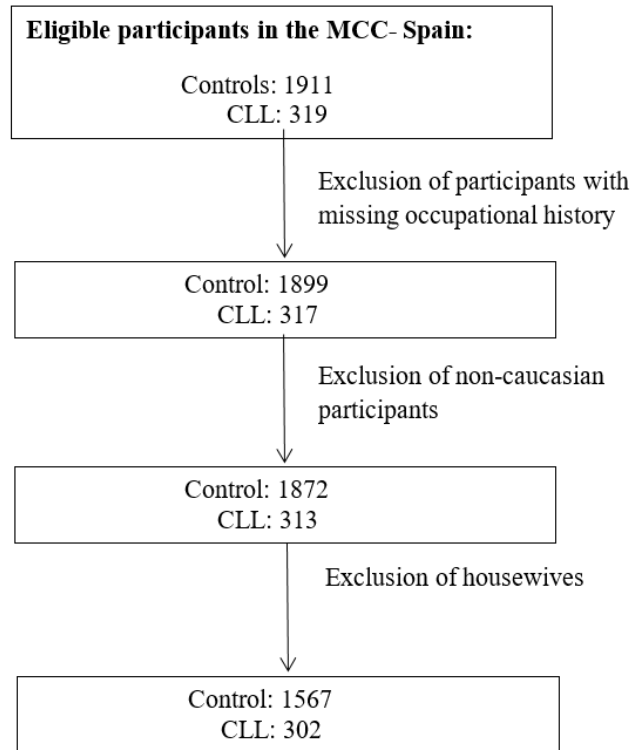 Eligible participants in the MCC- Spain:
Controls: 1911
CLL: 319
Exclusion of participants with
missing occupational history
Control: 1899
CLL: 317
Exclusion of non-caucasian
participants
Control: 1872
CLL: 313
Exclusion of housewives
Control: 1567
CLL: 302